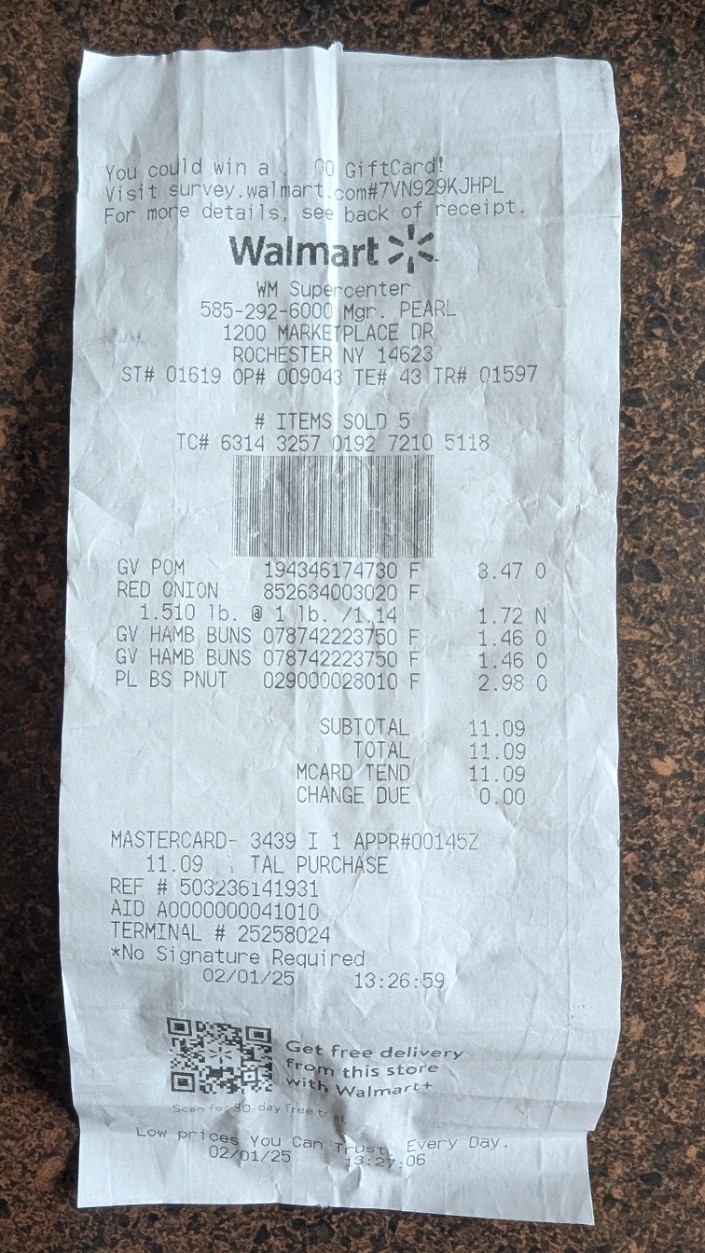 You could win a 00 GiftCard!
Visit survey.walmart.com#7VN929KJHPL
For more details, see back of receipt.
Walmart
WM Supercenter
585-292-6000 Mgr. PEARL
1200 MARKETPLACE DR
ROCHESTER NY 14623
ST# 01619 OP# 009043 TE# 43 TR# 01597
# ITEMS SOLD 5
TC# 6314 3257 0192 7210 5118
GV POM 194346174730 F 3.47 O
RED ONION 852634003020 F
1.510 lb. @ 1 lb. /1.14 1.72 N
GV HAMB BUNS 078742223750 F 1.46 O
GV HAMB BUNS 078742223750 F 1.46 O
PL BS PNUT 029000028010 F 2.98 O
SUBTOTAL 11.09
TOTAL 11.09
MCARD TEND 11.09
CHANGE DUE 0.00
MASTERCARD- 3439 I 1 APPR#00145Z
11.09 TAL PURCHASE
REF # 503236141931
AID A0000000041010
TERMINAL # 25258024
*No Signature Required
02/01/25 13:26:59
Get free delivery
from this store
with Walmart+
Scan for 30-day free
Low prices You Can Trust. Every Day.
02/01/25 13:27:06